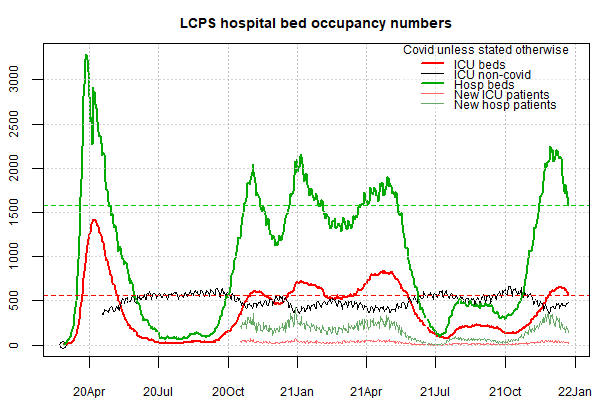 LCPS hospital bed occupancy numbers
Covid unless stated otherwise
ICU beds
ICU non-covid
Hosp beds
New ICU patients
New hosp patients
3000
2500
2000
1500
1000
500
0
20Apr 20Jul 20Oct 21Jan 21Apr 21Jul 21Oct 22Jan